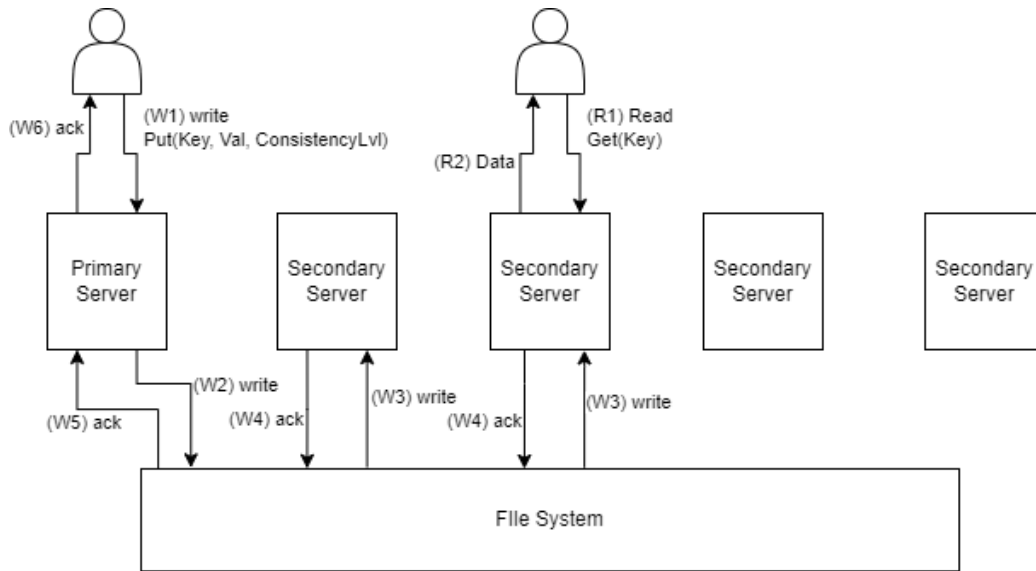 (W6) ack
(W1) write
Put(Key, Val, ConsistencyLvl)
(R2) Data
(R1) Read
Get(Key)
Primary
Server
Secondary
Server
Secondary
Server
Secondary
Server
Secondary
Server
(W5) ack
(W2) write
(W4) ack
(W3) write
(W4) ack
(W3) write
FIle System